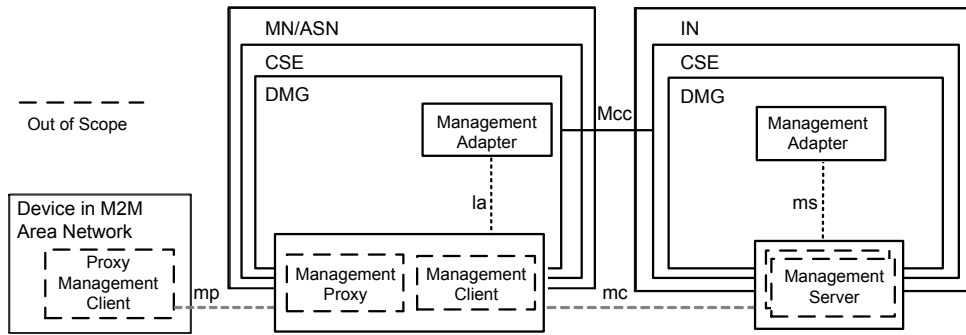 MN/ASN
CSE
DMG
Management
Adapter
Mcc
IN
CSE
DMG
Management
Adapter
Out of Scope
la
ms
Device in M2M
Area Network
Proxy
Management
Client
mp
Management
Proxy
Management
Client
mc
Management
Server